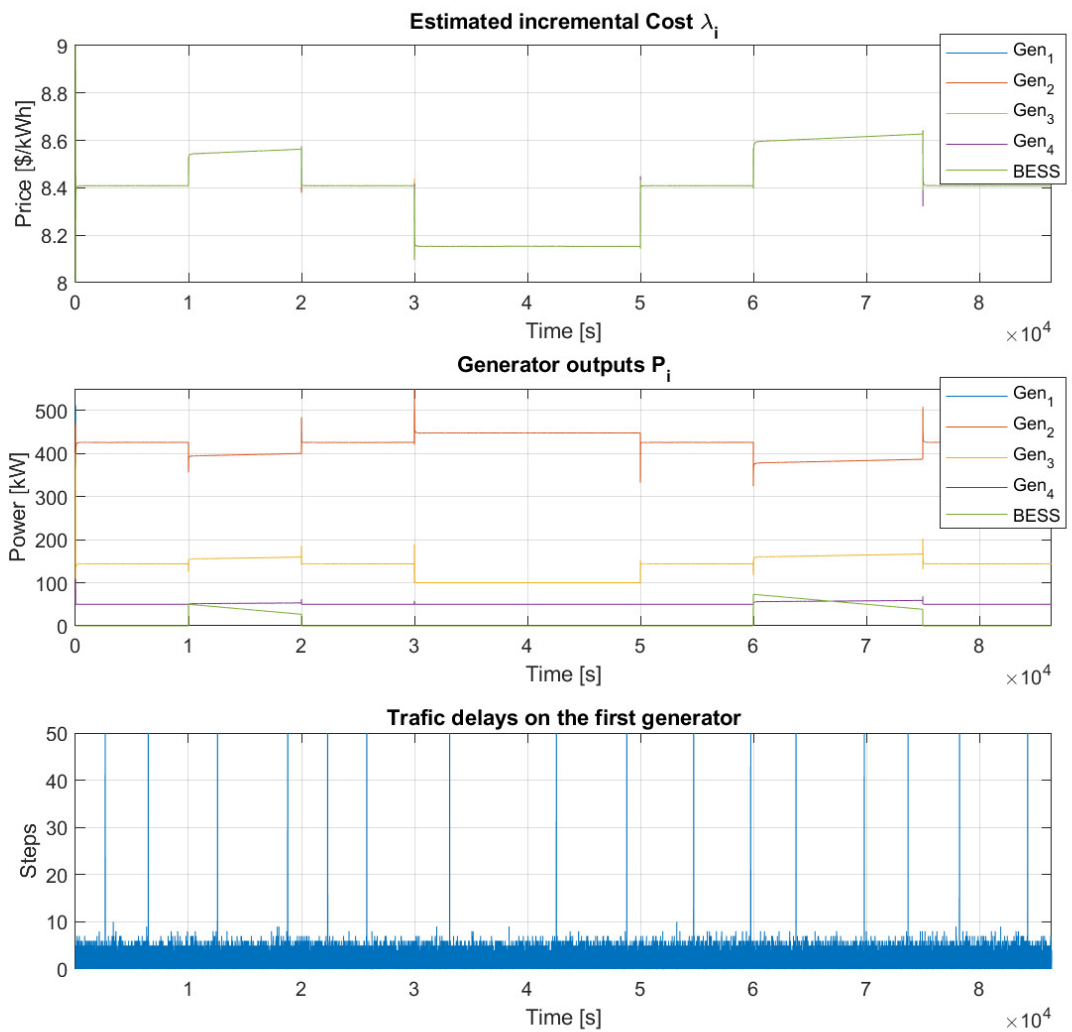 Estimated incremental Cost λi
Price [$/kWh]
9
8.8
8.6
8.4
8.2
8
0 1 2 3 4 5 6 7 8
Time [s]
×10^4
Gen1
Gen2
Gen3
Gen4
BESS
Generator outputs Pi
Power [kW]
500
400
300
200
100
0
0 1 2 3 4 5 6 7 8
Time [s]
×10^4
Gen1
Gen2
Gen3
Gen4
BESS
Trafic delays on the first generator
Steps
50
40
30
20
10
0
1 2 3 4 5 6 7 8
Time [s]
×10^4